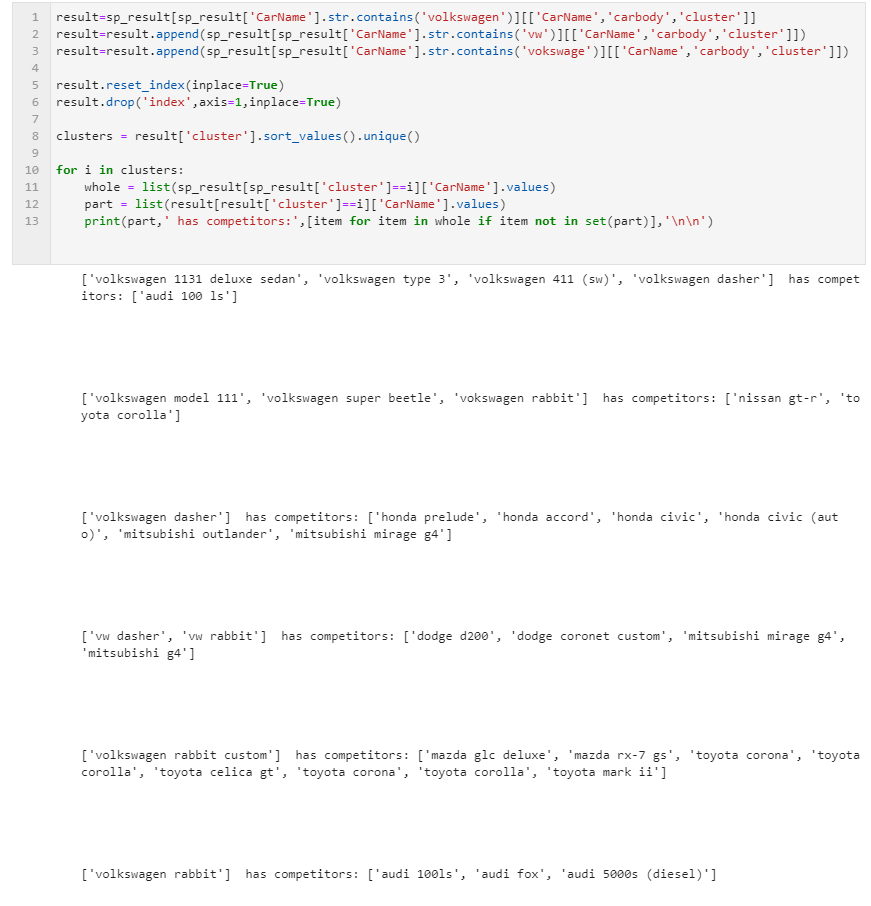 1 result=sp_result[sp_result['CarName'].str.contains('volkswagen')][['CarName','carbody','cluster']]
2 result=result.append(sp_result[sp_result['CarName'].str.contains('vw')][['CarName','carbody','cluster']])
3 result=result.append(sp_result[sp_result['CarName'].str.contains('vokswage')][['CarName','carbody','cluster']])
4
5 result.reset_index(inplace=True)
6 result.drop('index',axis=1,inplace=True)
7
8 clusters = result['cluster'].sort_values().unique()
9
10 for i in clusters:
11     whole = list(sp_result[sp_result['cluster']==i]['CarName'].values)
12     part = list(result[result['cluster']==i]['CarName'].values)
13     print(part,' has competitors:',[item for item in whole if item not in set(part)],'\n\n')
['volkswagen 1131 deluxe sedan', 'volkswagen type 3', 'volkswagen 411 (sw)', 'volkswagen dasher']  has compet
itors: ['audi 100 ls']
['volkswagen model 111', 'volkswagen super beetle', 'vokswagen rabbit']  has competitors: ['nissan gt-r', 'to
yota corolla']
['volkswagen dasher']  has competitors: ['honda prelude', 'honda accord', 'honda civic', 'honda civic (aut
o)', 'mitsubishi outlander', 'mitsubishi mirage g4']
['vw dasher', 'vw rabbit']  has competitors: ['dodge d200', 'dodge coronet custom', 'mitsubishi mirage g4',
'mitsubishi g4']
['volkswagen rabbit custom']  has competitors: ['mazda glc deluxe', 'mazda rx-7 gs', 'toyota corona', 'toyota
corolla', 'toyota celica gt', 'toyota corona', 'toyota corolla', 'toyota mark ii']
['volkswagen rabbit']  has competitors: ['audi 100ls', 'audi fox', 'audi 5000s (diesel)']